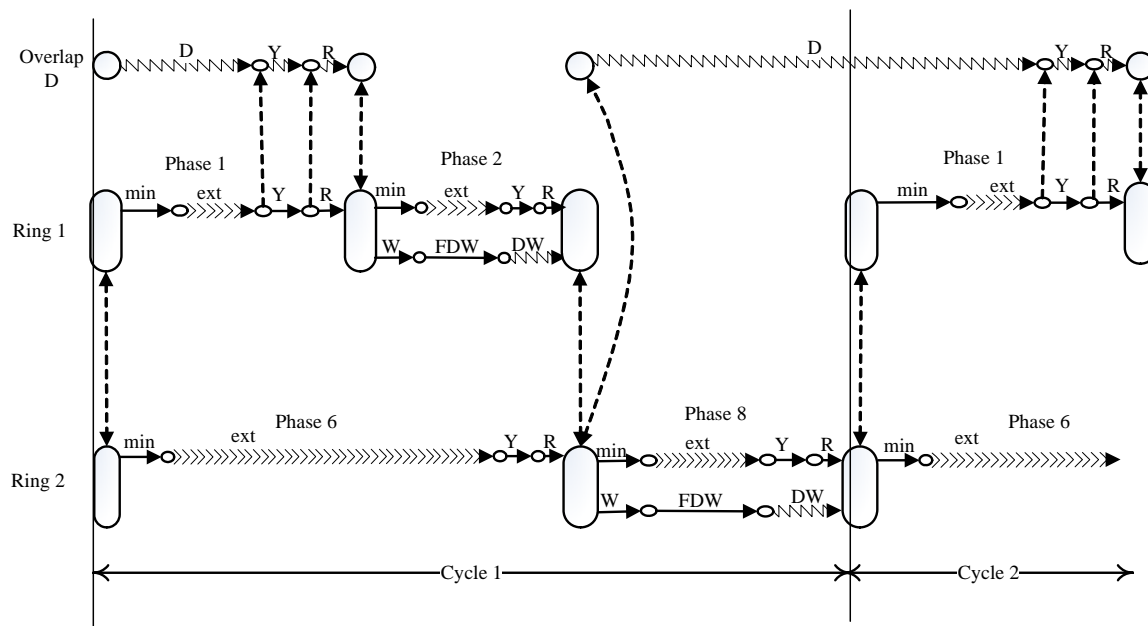 Overlap
D
D
Y
R
D
Y
R
Phase 1
Phase 2
Phase 1
min
ext
Y
R
min
ext
Y
R
min
ext
Y
R
Ring 1
W
FDW
DW
Phase 6
Phase 8
Phase 6
min
ext
Y
R
min
ext
Y
R
min
ext
Ring 2
W
FDW
DW
Cycle 1
Cycle 2